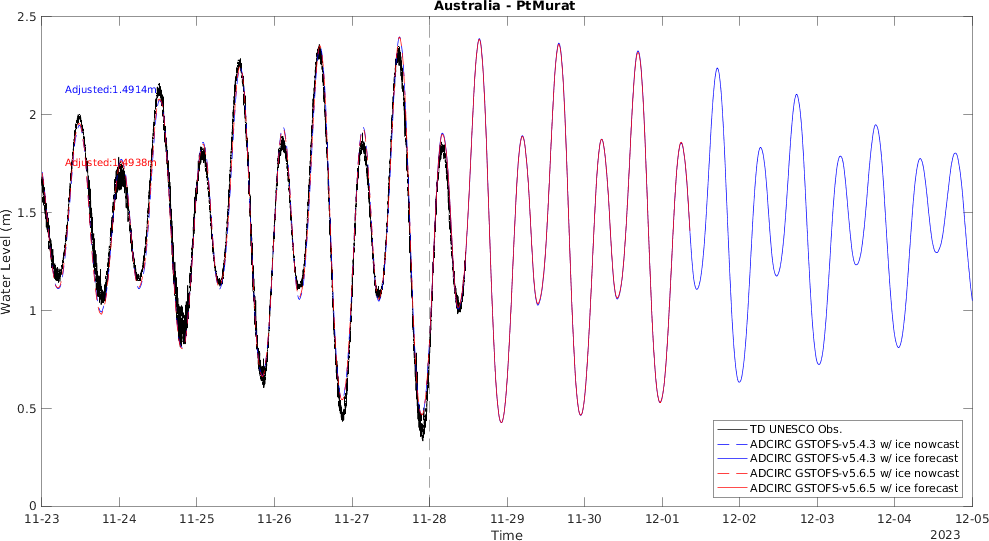 Australia - PtMurat
2.5
2
1.5
1
0.5
0
Water Level (m)
Adjusted:1.4914m
Adjusted:1.4938m
TD UNESCO Obs.
ADCIRC GSTOFS-v5.4.3 w/ ice nowcast
ADCIRC GSTOFS-v5.4.3 w/ ice forecast
ADCIRC GSTOFS-v5.6.5 w/ ice nowcast
ADCIRC GSTOFS-v5.6.5 w/ ice forecast
11-23 11-24 11-25 11-26 11-27 11-28 11-29 11-30 12-01 12-02 12-03 12-04 12-05
Time
2023